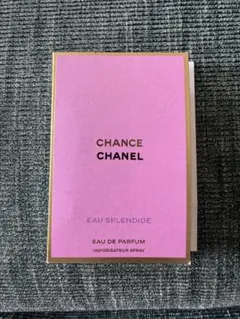 CHANCE
CHANEL
EAU SPLENDIDE
EAU DE PARFUM
VAPORISATEUR SPRAY